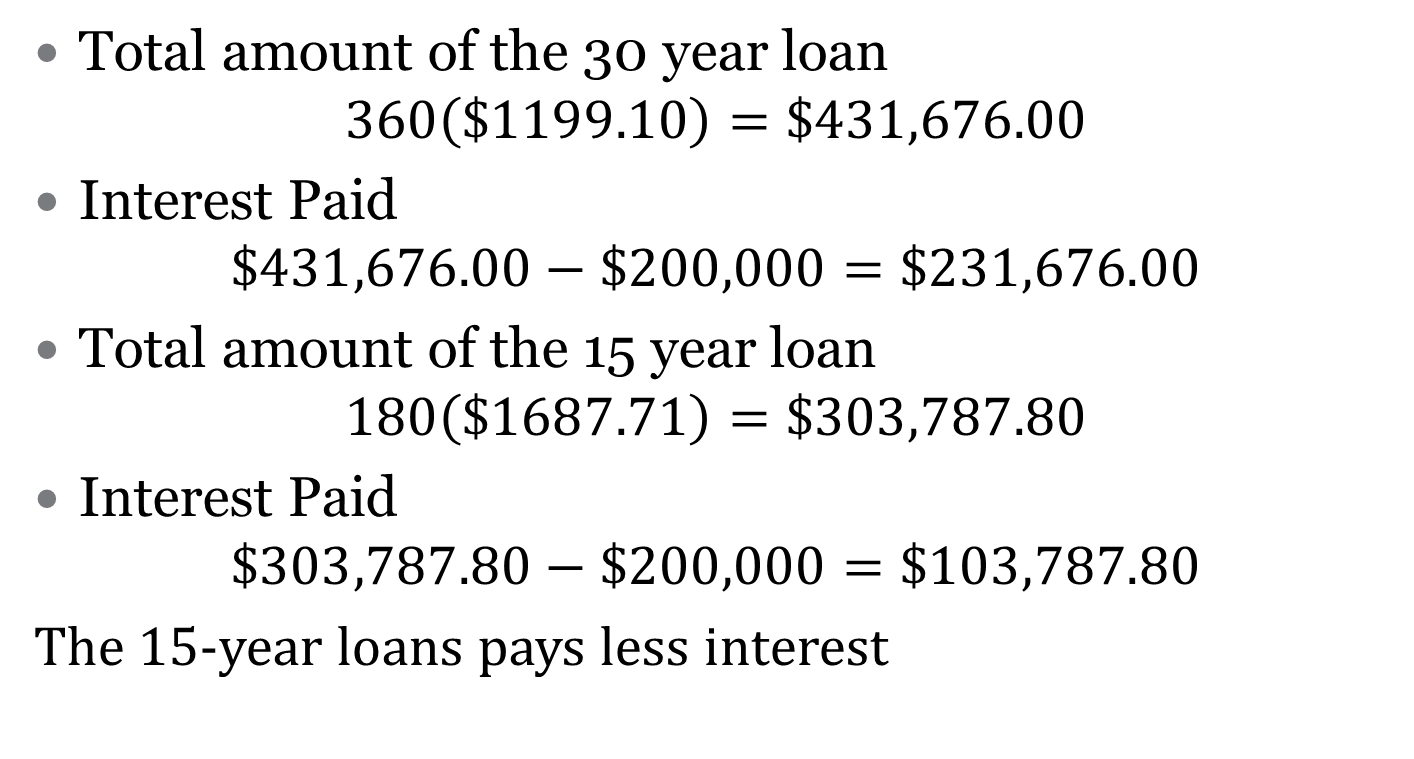 • Total amount of the 30 year loan
360($1199.10) = $431,676.00
• Interest Paid
$431,676.00 − $200,000 = $231,676.00
• Total amount of the 15 year loan
180($1687.71) = $303,787.80
• Interest Paid
$303,787.80 − $200,000 = $103,787.80
The 15-year loans pays less interest